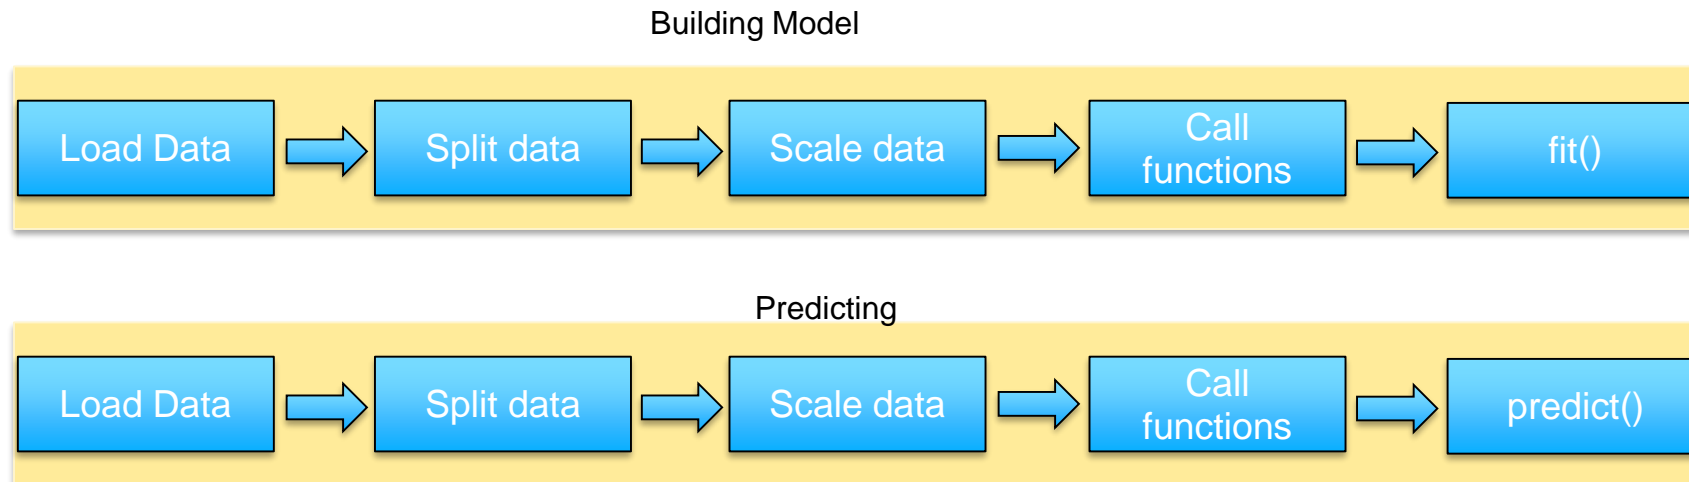 Building Model
Load Data
Split data
Scale data
Call
functions
fit()
Predicting
Load Data
Split data
Scale data
Call
functions
predict()